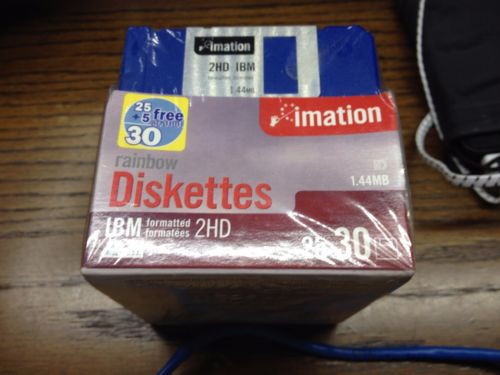 imation
2HD IBM
1.44MB
25
+5 free
30
imation
rainbow
Diskettes
1.44MB
IBM formatted
formatées 2HD
30